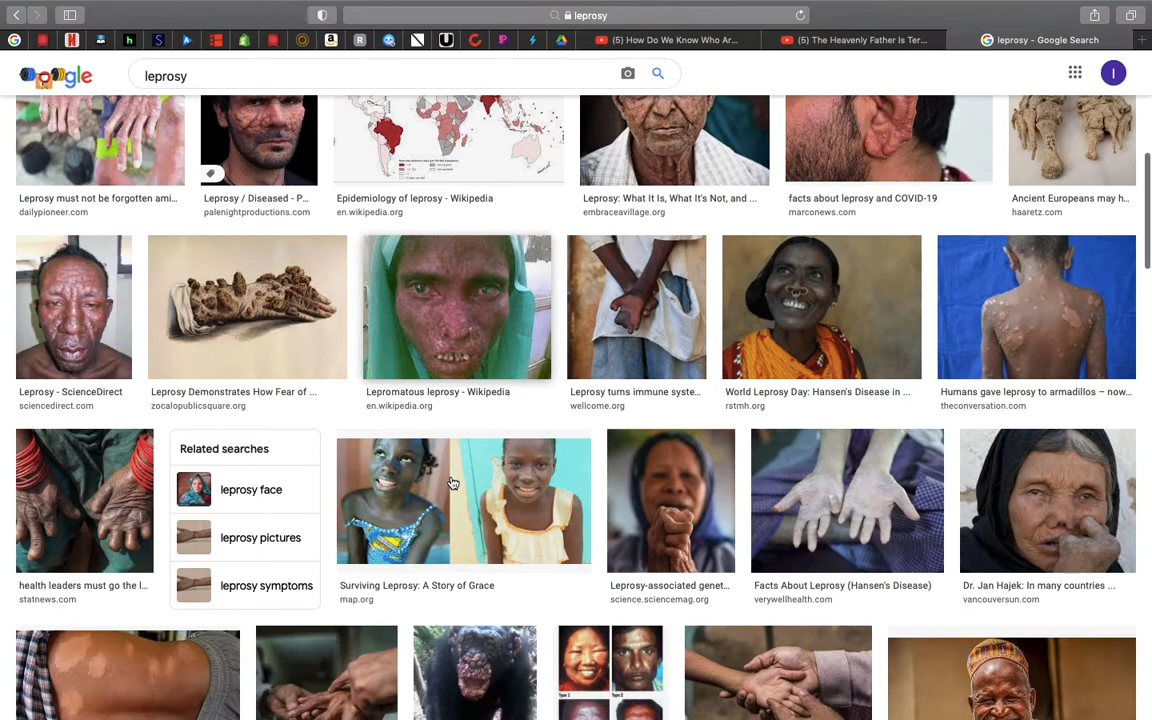 leprosy
(5) How Do We Know Who Ar...
(5) The Heavenly Father Is Ter...
leprosy - Google Search
leprosy
I
Leprosy must not be forgotten ami...
dailypioneer.com
Leprosy / Diseased - P...
palenightproductions.com
Epidemiology of leprosy - Wikipedia
en.wikipedia.org
Leprosy: What It Is, What It's Not, and ...
embraceavillage.org
facts about leprosy and COVID-19
marconews.com
Ancient Europeans may h...
haaretz.com
Leprosy - ScienceDirect
sciencedirect.com
Leprosy Demonstrates How Fear of ...
zocalopublicsquare.org
Lepromatous leprosy - Wikipedia
en.wikipedia.org
Leprosy turns immune syste...
wellcome.org
World Leprosy Day: Hansen's Disease in ...
rstmh.org
Humans gave leprosy to armadillos – now...
theconversation.com
health leaders must go the l...
statnews.com
Related searches
leprosy face
leprosy pictures
leprosy symptoms
Surviving Leprosy: A Story of Grace
map.org
Leprosy-associated genet...
science.sciencemag.org
Facts About Leprosy (Hansen's Disease)
verywellhealth.com
Dr. Jan Hajek: In many countries ...
vancouversun.com